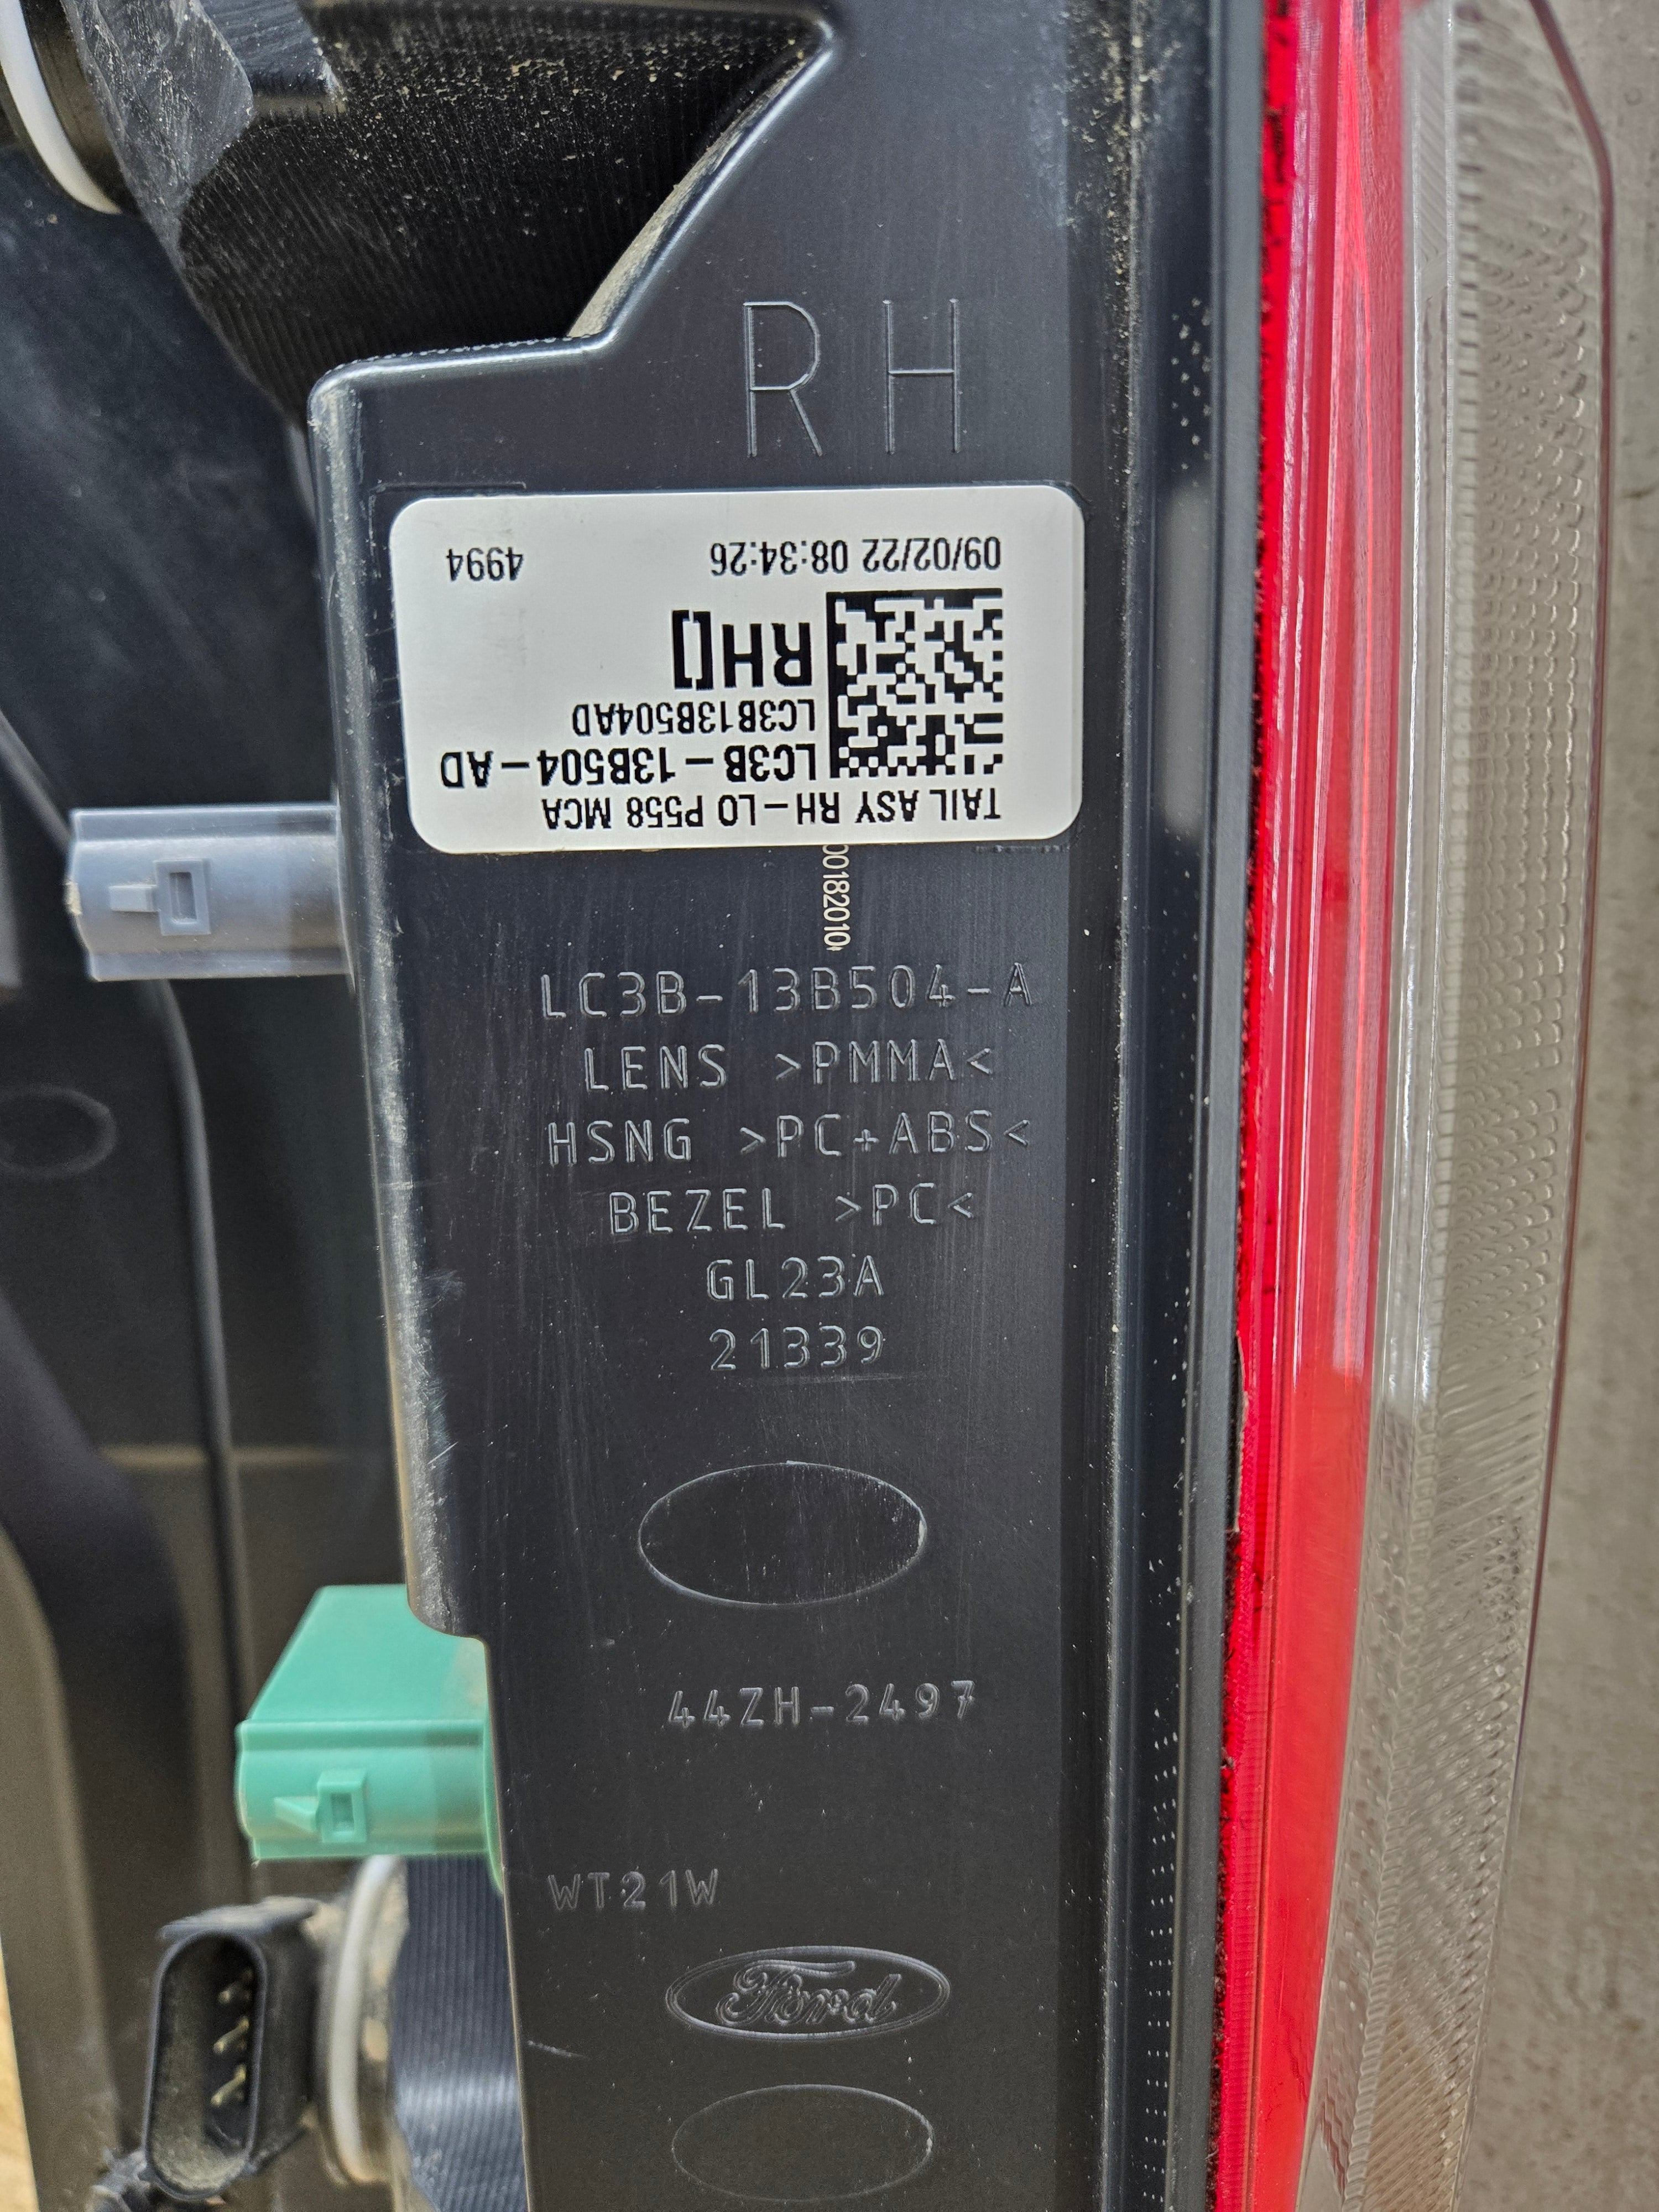 RH
TAIL ASY RH-LO P558 MCA
LC3B-13B504-AD
LC3B13B504AD
RH[]
09/02/22 08:34:26 4994
00182010
LC3B-13B504-A
LENS >PMMA<
HSNG >PC+ABS<
BEZEL >PC<
GL23A
21339
44ZH-2497
WT21W
Ford